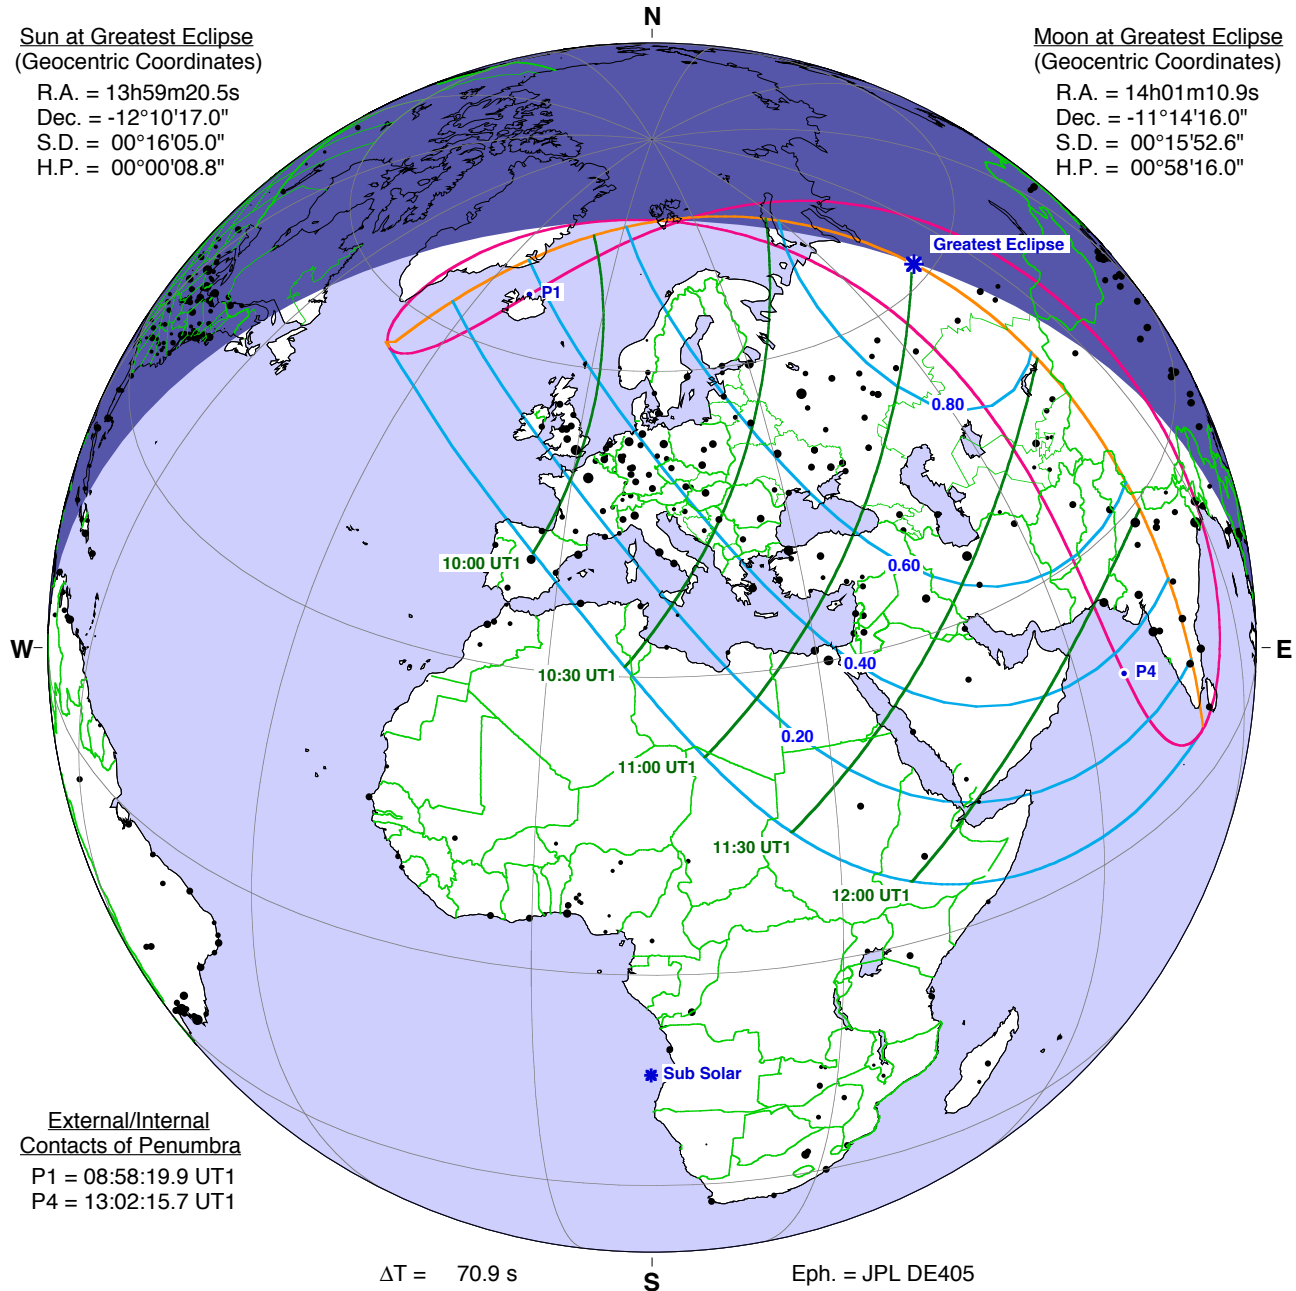 N
Sun at Greatest Eclipse
(Geocentric Coordinates)
R.A. = 13h59m20.5s
Dec. = -12°10'17.0"
S.D. = 00°16'05.0"
H.P. = 00°00'08.8"
Moon at Greatest Eclipse
(Geocentric Coordinates)
R.A. = 14h01m10.9s
Dec. = -11°14'16.0"
S.D. = 00°15'52.6"
H.P. = 00°58'16.0"
Greatest Eclipse
P1
0.80
10:00 UT1
0.60
W
E
0.40
P4
10:30 UT1
0.20
11:00 UT1
11:30 UT1
12:00 UT1
Sub Solar
External/Internal
Contacts of Penumbra
P1 = 08:58:19.9 UT1
P4 = 13:02:15.7 UT1
ΔT = 70.9 s
S
Eph. = JPL DE405